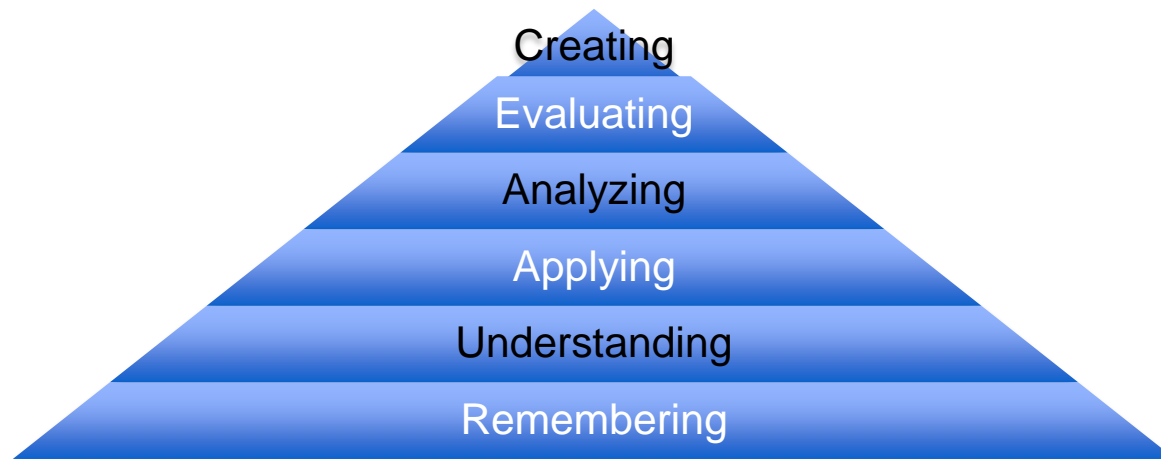 Creating
Evaluating
Analyzing
Applying
Understanding
Remembering